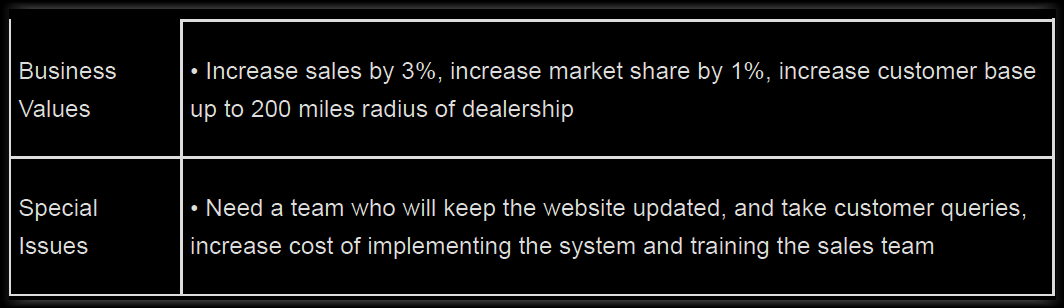 Business
Values
• Increase sales by 3%, increase market share by 1%, increase customer base
up to 200 miles radius of dealership
Special
Issues
• Need a team who will keep the website updated, and take customer queries,
increase cost of implementing the system and training the sales team